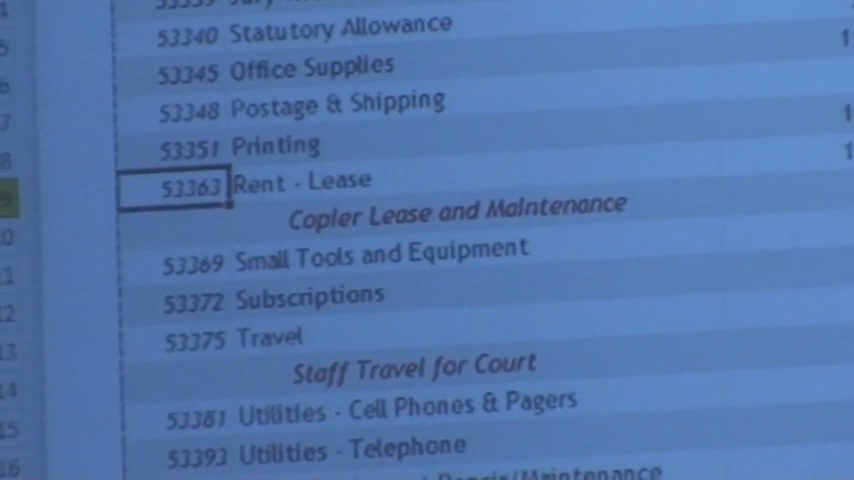 53340 Statutory Allowance
53345 Office Supplies
53348 Postage & Shipping
53351 Printing
53363 Rent - Lease
Copier Lease and Maintenance
53369 Small Tools and Equipment
53372 Subscriptions
53375 Travel
Staff Travel for Court
53381 Utilities - Cell Phones & Pagers
53393 Utilities - Telephone
Repair/Maintenance